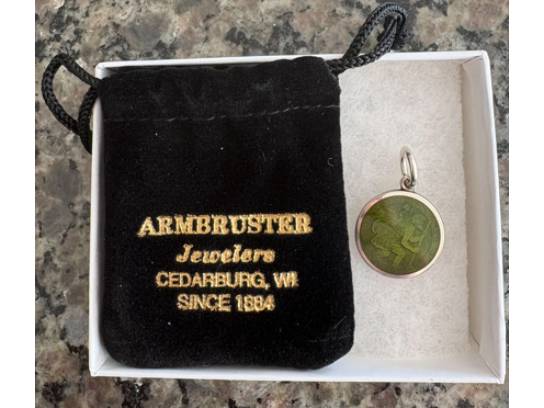 ARMBRUSTER
Jewelers
CEDARBURG, WI
SINCE 1884